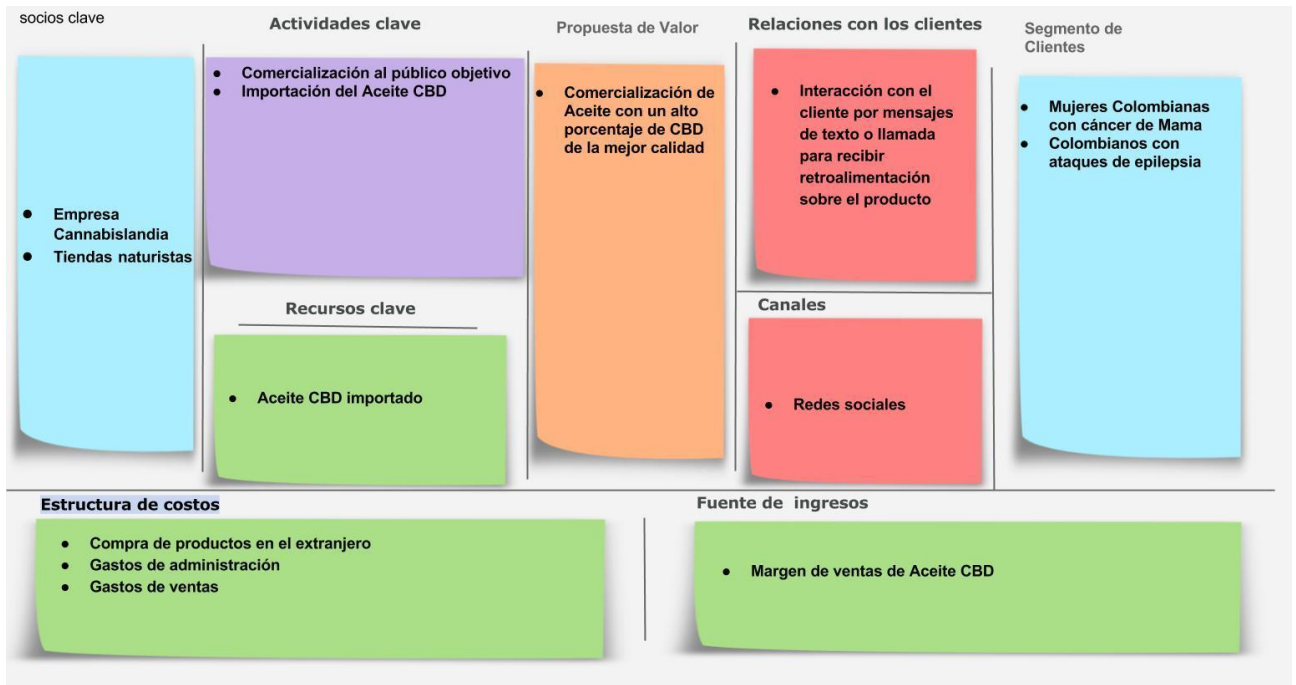 socios clave
● Empresa
Cannabislandia
● Tiendas naturistas
Actividades clave
● Comercialización al público objetivo
● Importación del Aceite CBD
Recursos clave
● Aceite CBD importado
Propuesta de Valor
● Comercialización de
Aceite con un alto
porcentaje de CBD
de la mejor calidad
Relaciones con los clientes
● Interacción con el
cliente por mensajes
de texto o llamada
para recibir
retroalimentación
sobre el producto
Canales
● Redes sociales
Segmento de
Clientes
● Mujeres Colombianas
con cáncer de Mama
● Colombianos con
ataques de epilepsia
Estructura de costos
● Compra de productos en el extranjero
● Gastos de administración
● Gastos de ventas
Fuente de ingresos
● Margen de ventas de Aceite CBD